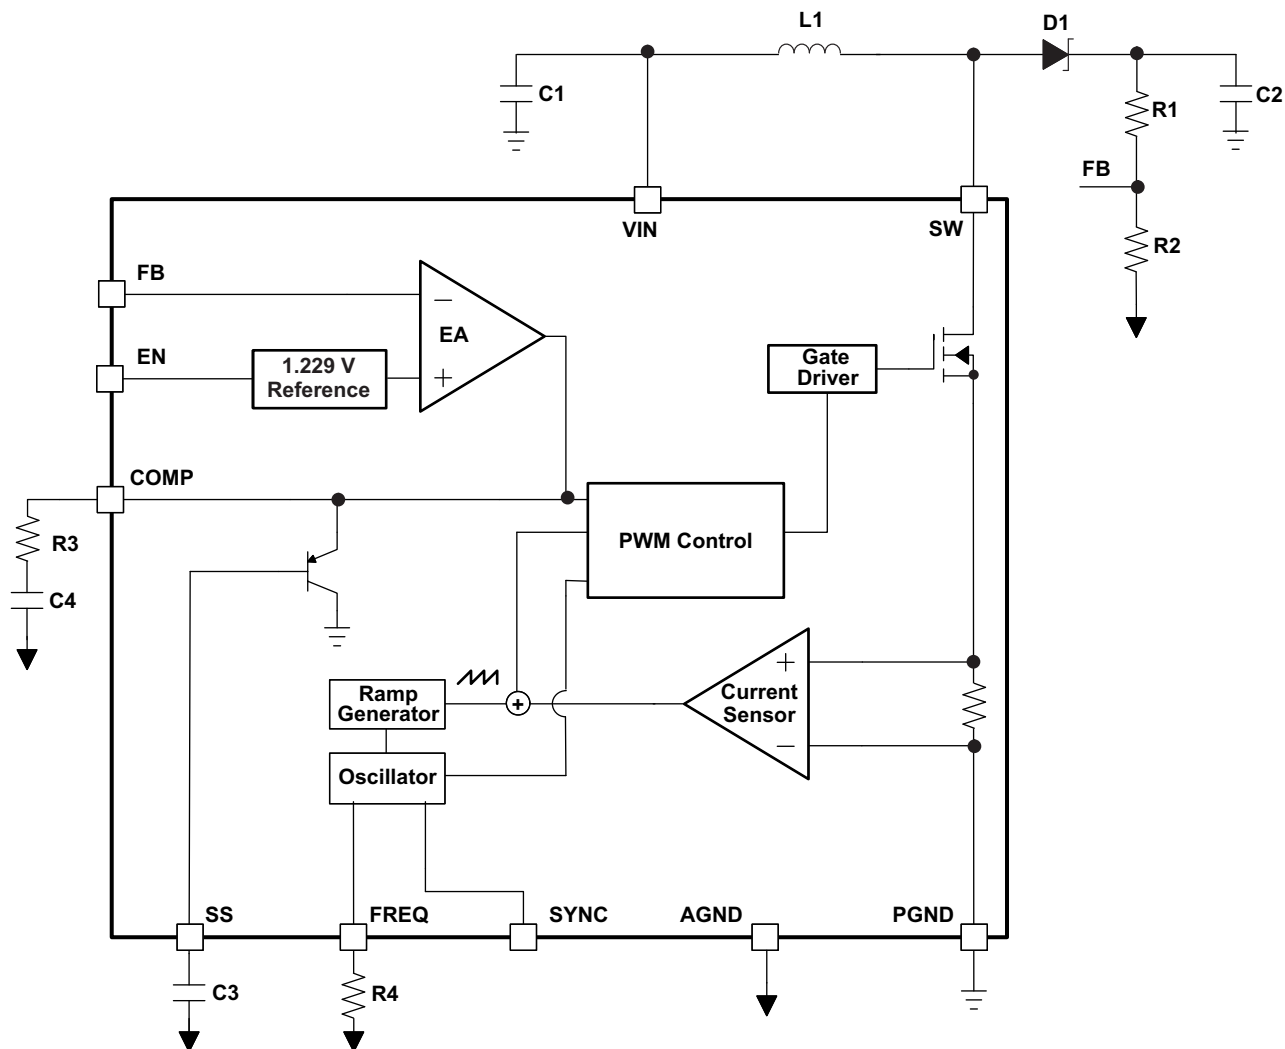 L1
D1
C1
R1
C2
FB
R2
VIN
SW
FB
EA
EN
1.229 V
Reference
Gate
Driver
COMP
R3
C4
PWM Control
Ramp
Generator
Current
Sensor
Oscillator
SS
FREQ
SYNC
AGND
PGND
C3
R4